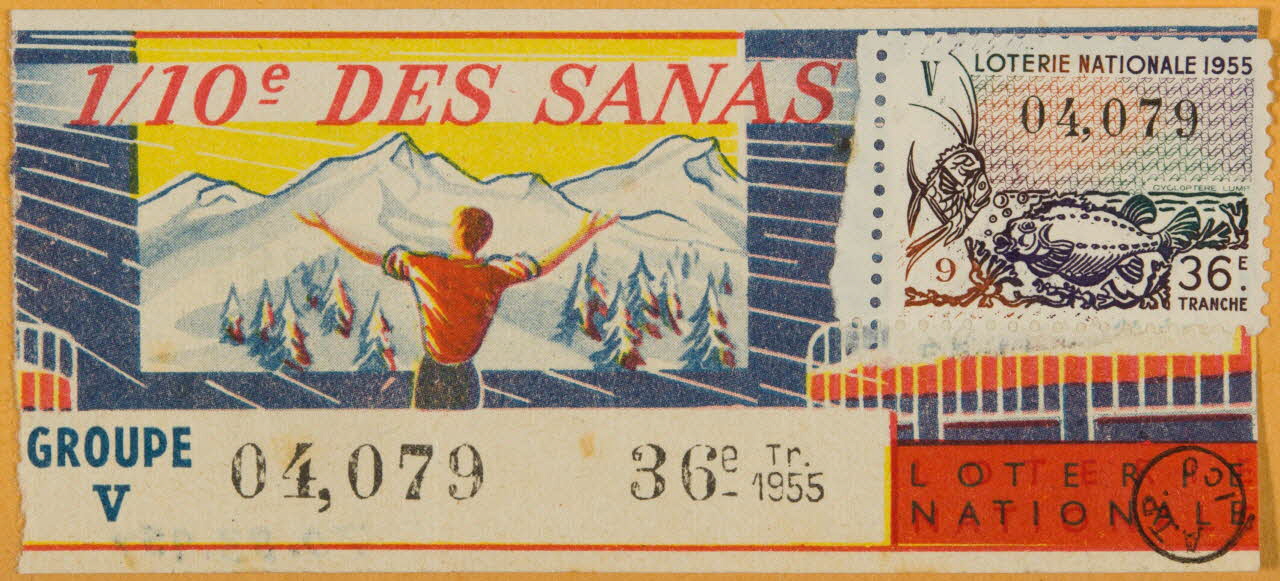 1/10e DES SANAS
V LOTERIE NATIONALE 1955
04,079
CYCLOPTERE LUMP
9
36E.
TRANCHE
GROUPE
V
04,079
36e Tr.
1955
LOTERIE
NATIONALE